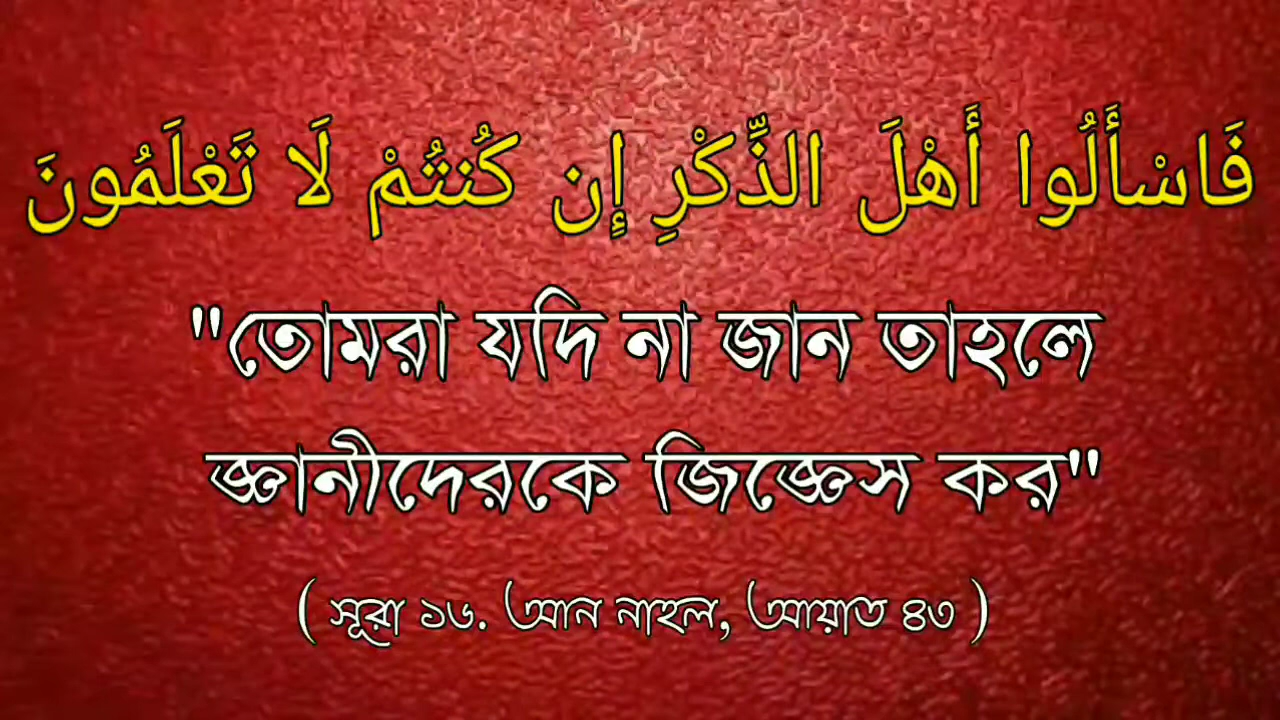 فَاسْأَلُوا أَهْلَ الذِّكْرِ إِن كُنتُمْ لَا تَعْلَمُونَ
"তোমরা যদি না জান তাহলে
জ্ঞানীদেরকে জিজ্ঞেস কর"
( সূরা ১৬. আন নাহল, আয়াত ৪৩ )